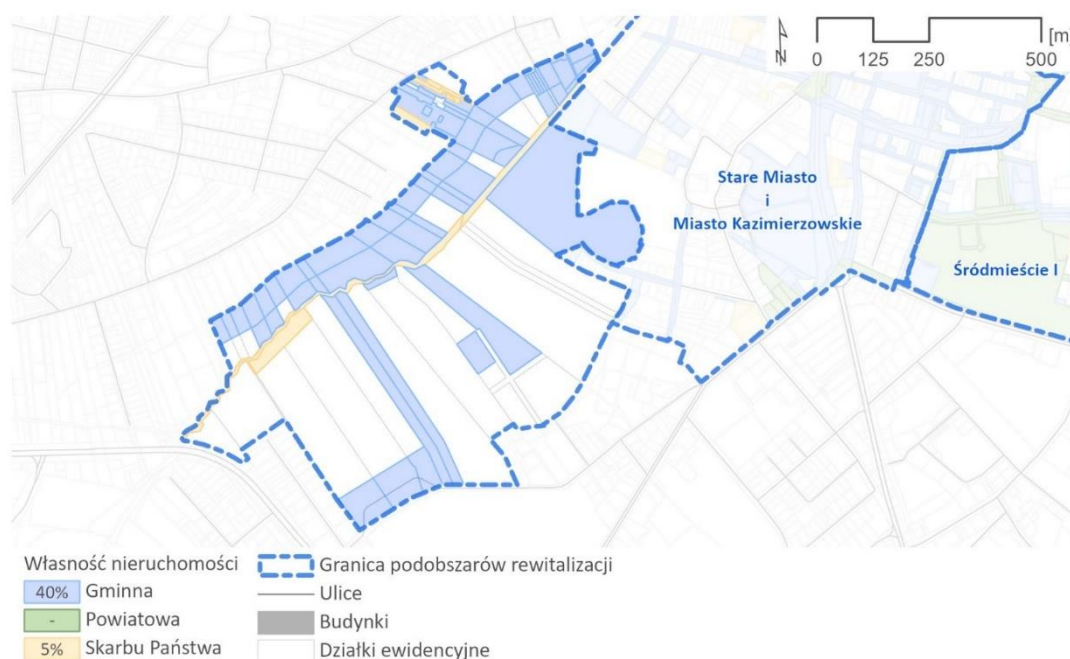 N
[m]
0 125 250 500
Stare Miasto
i
Miasto Kazimierzowskie
Śródmieście I
Własność nieruchomości
40% Gminna
- Powiatowa
5% Skarbu Państwa
Granica podobszarów rewitalizacji
Ulice
Budynki
Działki ewidencyjne